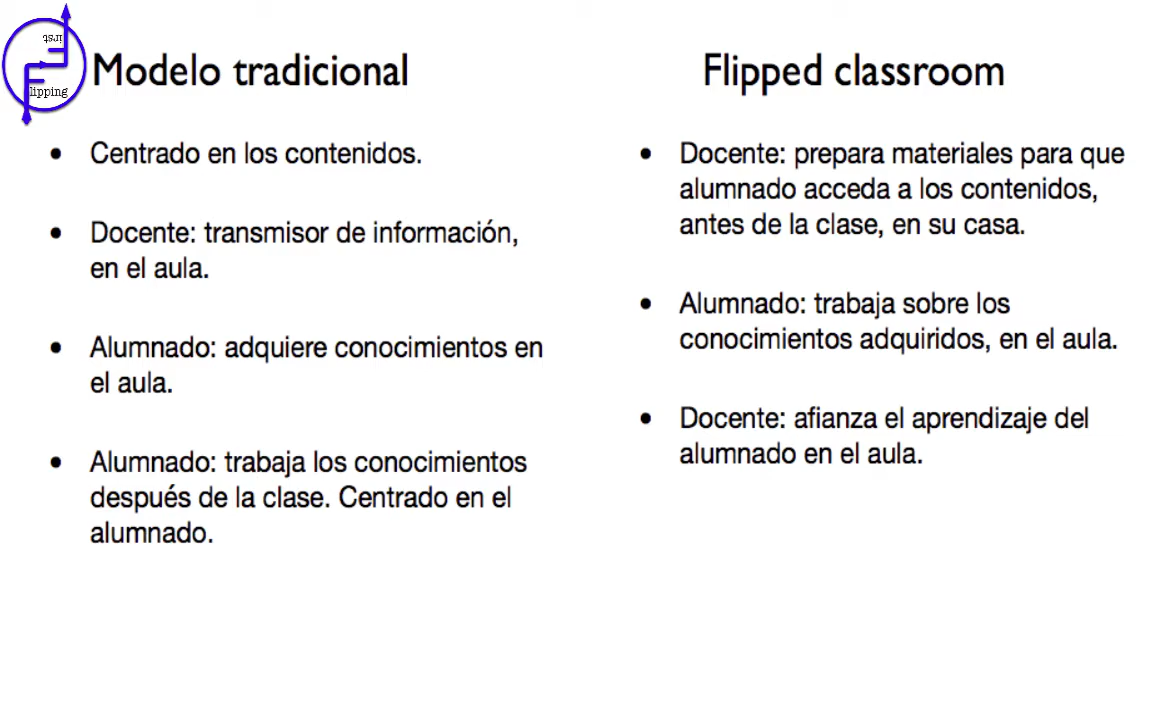 irst
lipping
Modelo tradicional
• Centrado en los contenidos.
• Docente: transmisor de información,
en el aula.
• Alumnado: adquiere conocimientos en
el aula.
• Alumnado: trabaja los conocimientos
después de la clase. Centrado en el
alumnado.
Flipped classroom
• Docente: prepara materiales para que
alumnado acceda a los contenidos,
antes de la clase, en su casa.
• Alumnado: trabaja sobre los
conocimientos adquiridos, en el aula.
• Docente: afianza el aprendizaje del
alumnado en el aula.